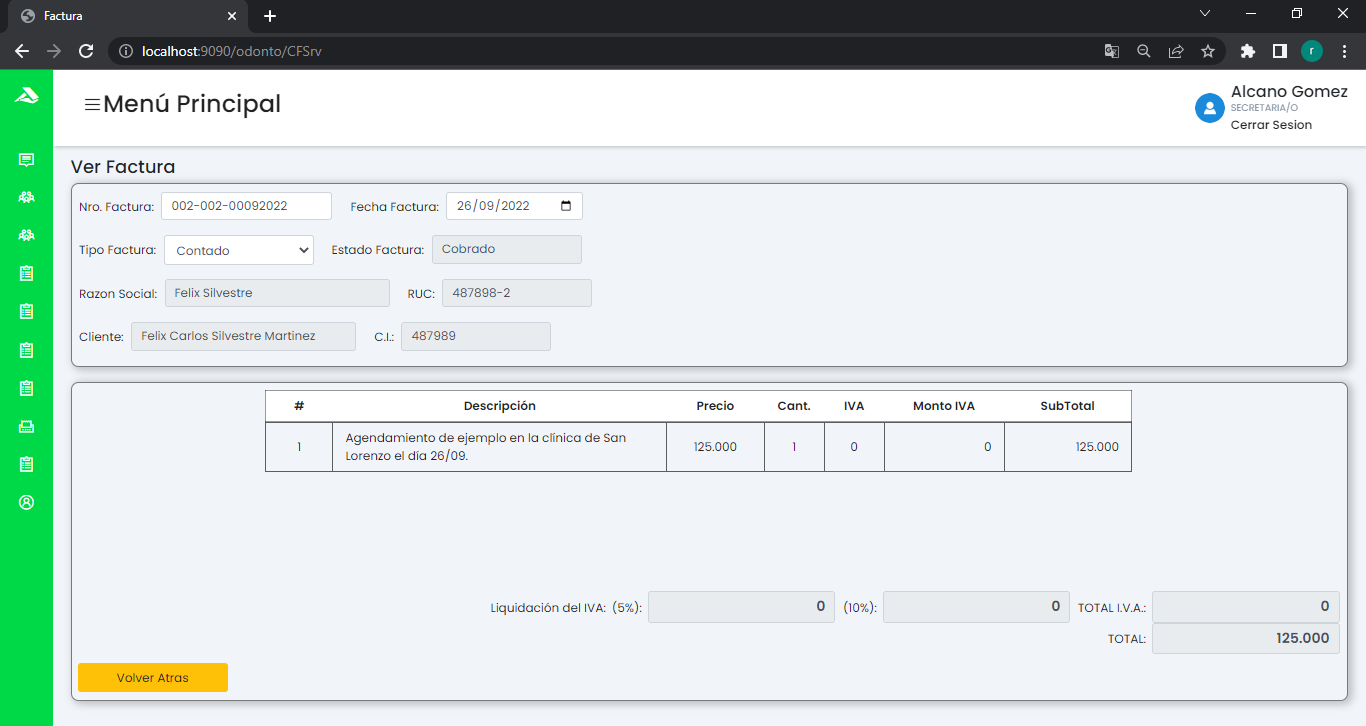 Factura
localhost:9090/odonto/CFSrv
r
Menú Principal
Alcano Gomez
SECRETARIA/O
Cerrar Sesion
Ver Factura
Nro. Factura: 002-002-00092022 Fecha Factura: 26/09/2022
Tipo Factura: Contado Estado Factura: Cobrado
Razon Social: Felix Silvestre RUC: 487898-2
Cliente: Felix Carlos Silvestre Martinez C.I.: 487989
# Descripción Precio Cant. IVA Monto IVA SubTotal
1 Agendamiento de ejemplo en la clínica de San Lorenzo el día 26/09. 125.000 1 0 0 125.000
Liquidación del IVA: (5%): 0 (10%): 0 TOTAL I.V.A.: 0
TOTAL: 125.000
Volver Atras